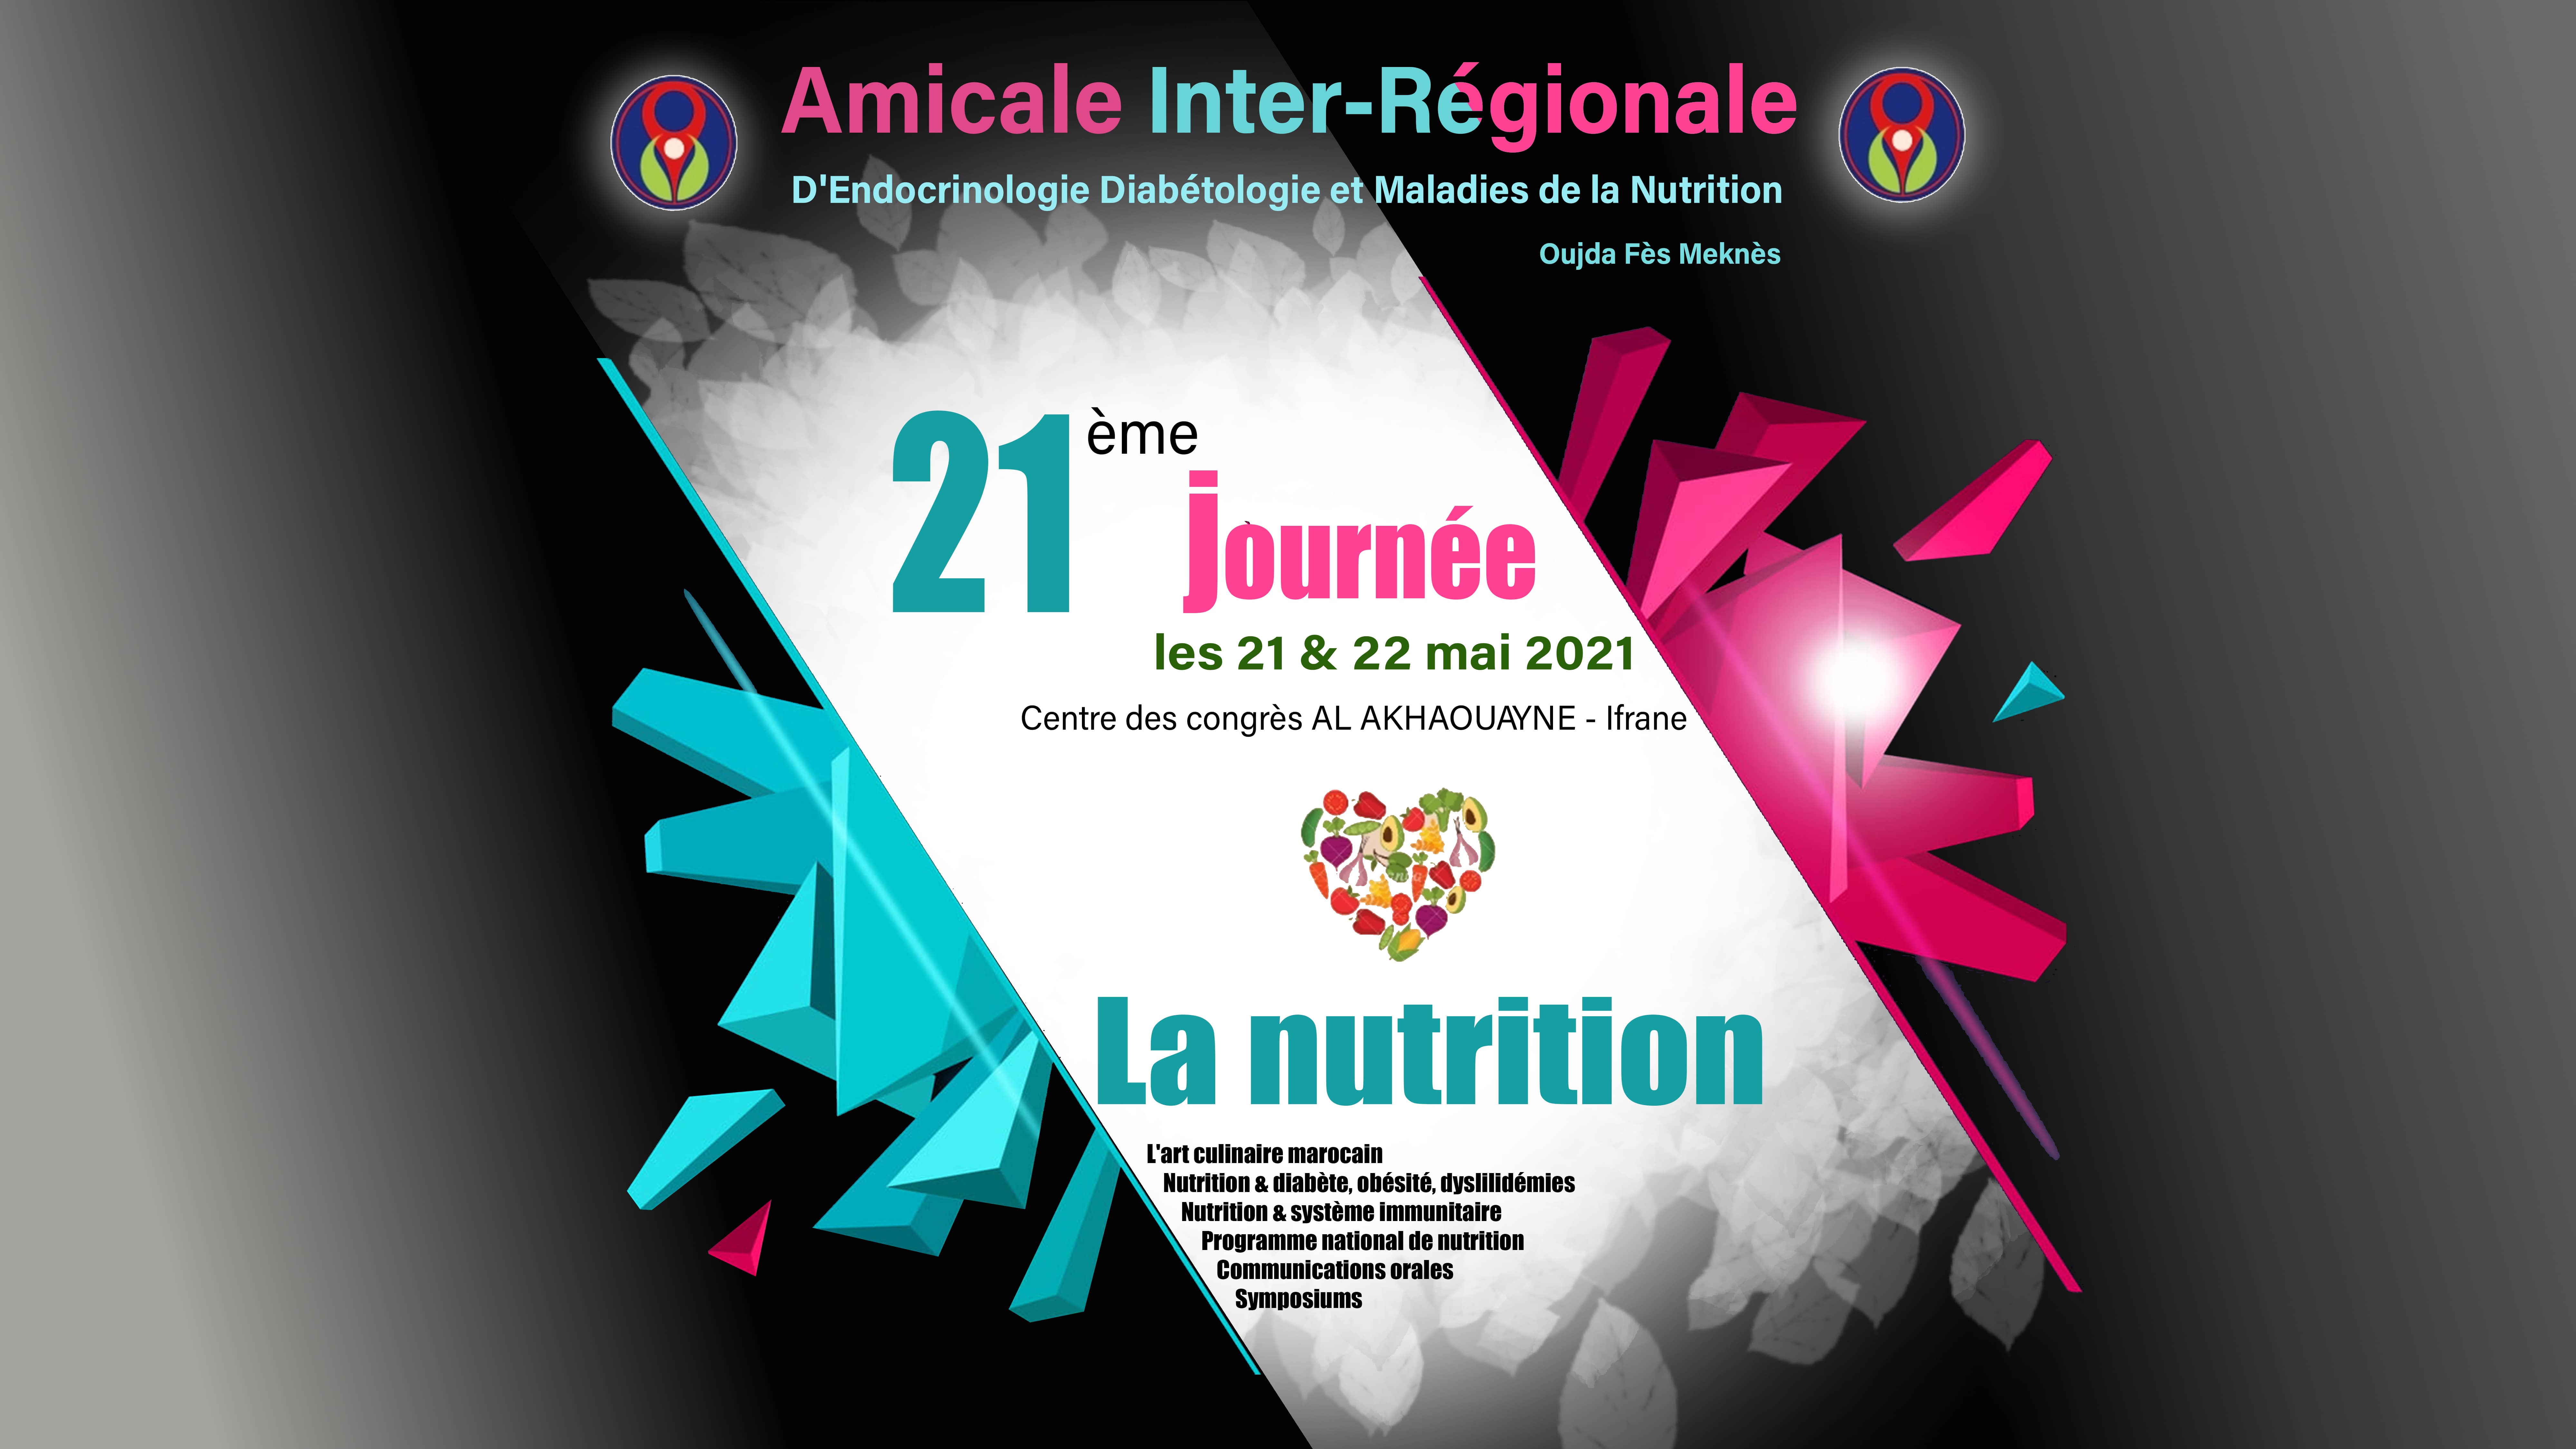 Amicale Inter-Régionale
D'Endocrinologie Diabétologie et Maladies de la Nutrition
Oujda Fès Meknès
21 ème
journée
les 21 & 22 mai 2021
Centre des congrès AL AKHAOUAYNE - Ifrane
La nutrition
L'art culinaire marocain
Nutrition & diabète, obésité, dyslilidémies
Nutrition & système immunitaire
Programme national de nutrition
Communications orales
Symposiums